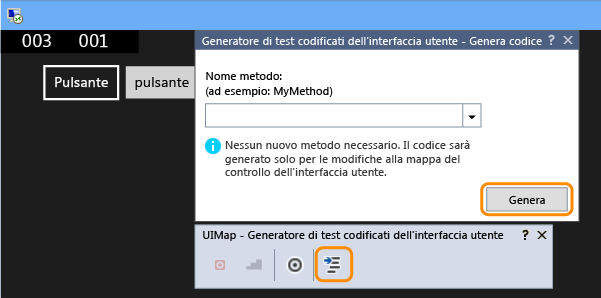 003 001
Generatore di test codificati dell'interfaccia utente - Genera codice ?
Pulsante
pulsante
Nome metodo:
(ad esempio: MyMethod)
Nessun nuovo metodo necessario. Il codice sarà
generato solo per le modifiche alla mappa del
controllo dell'interfaccia utente.
Genera
UIMap - Generatore di test codificati dell'interfaccia utente ?